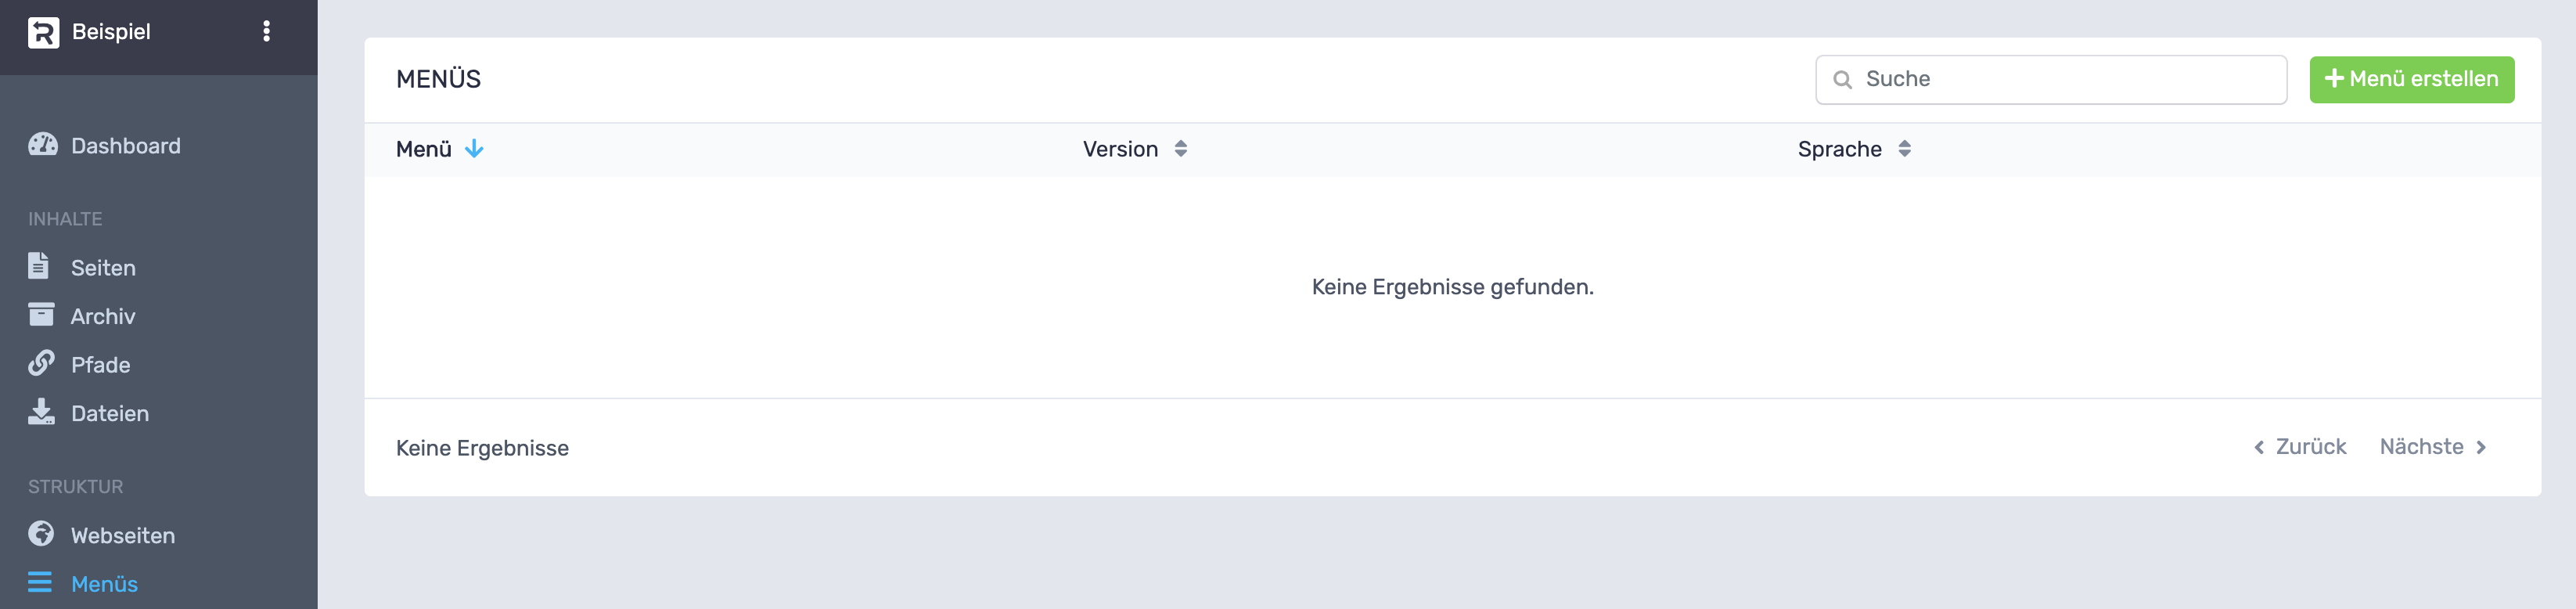 Beispiel
Dashboard
INHALTE
Seiten
Archiv
Pfade
Dateien
STRUKTUR
Webseiten
Menüs
MENÜS
Suche
Menü erstellen
Menü Version Sprache
Keine Ergebnisse gefunden.
Keine Ergebnisse
Zurück Nächste